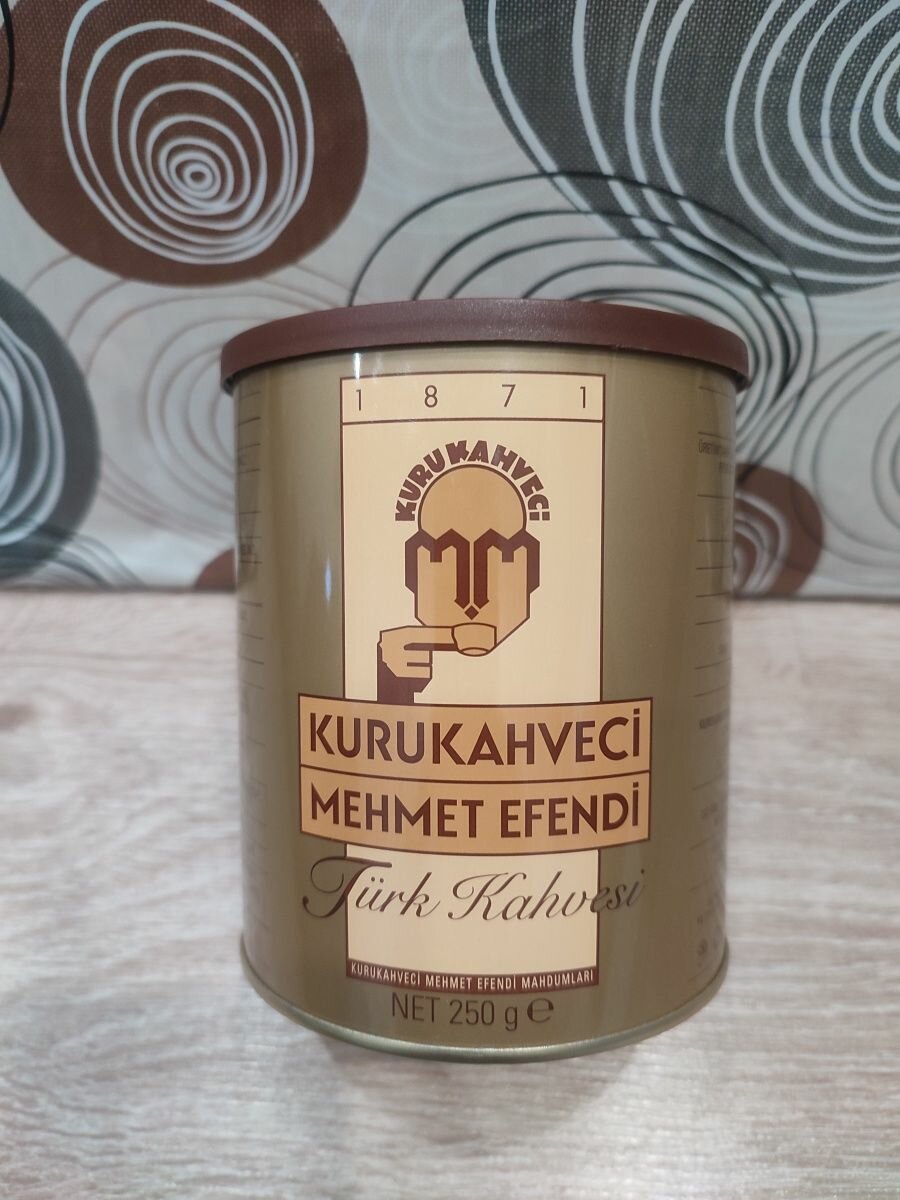 1 8 7 1
KURUKAHVECİ
KURUKAHVECİ
MEHMET EFENDİ
Türk Kahvesi
KURUKAHVECİ MEHMET EFENDİ MAHDUMLARI
NET 250 g ℮